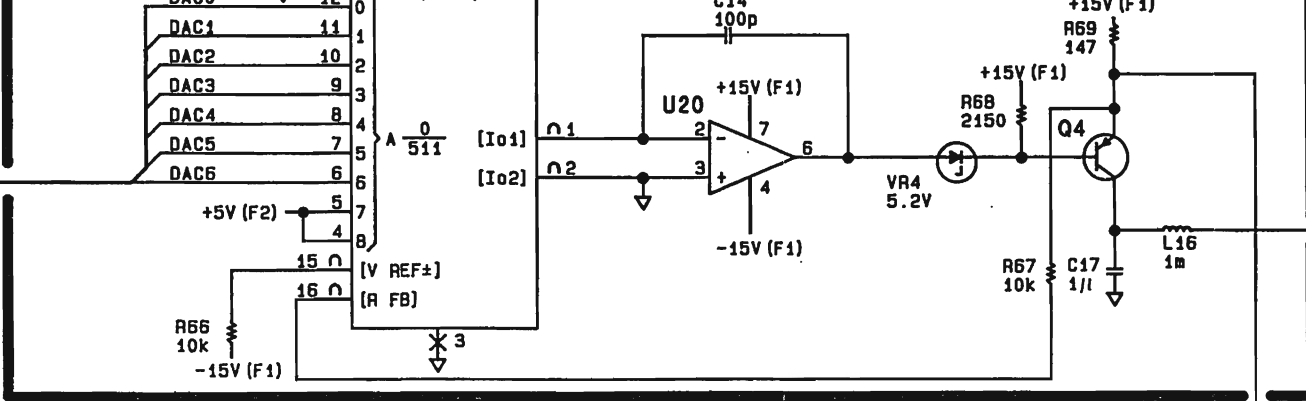 12 0
+15V (F1)
100p
DAC1 11 1
R69
147
DAC2 10 2
+15V (F1)
DAC3 9 3
+15V (F1)
R68
2150
U20
DAC4 8 4
Q4
A 0/511
[Io1] ∩ 1 2 − 7
DAC5 7 5
6
DAC6 6 6
[Io2] ∩ 2 3 + 4
VR4
5.2V
+5V (F2) 5 7
4 8
-15V (F1)
L16
1m
15 ∩ [V REF±]
R67
10k
C17
16 ∩ [R FB]
R66
10k
3
-15V (F1)